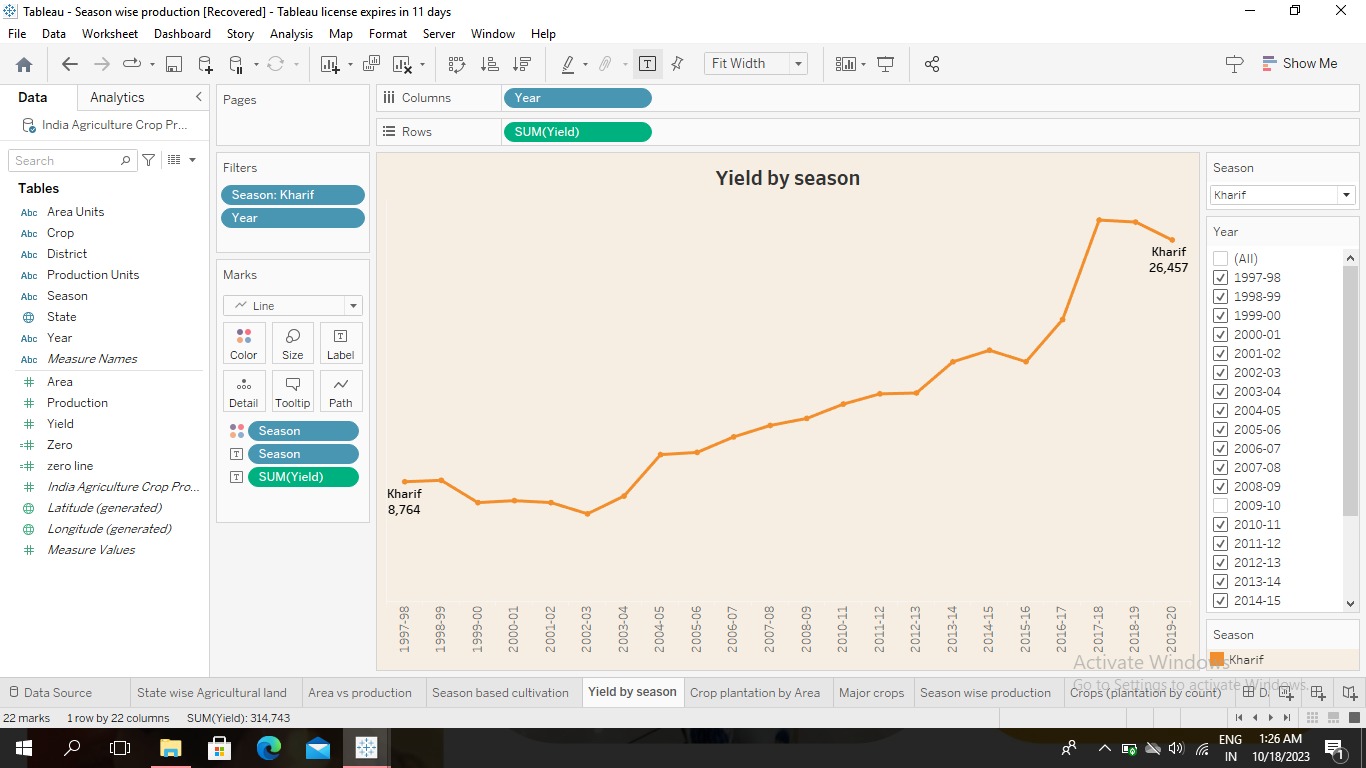 Tableau - Season wise production [Recovered] - Tableau license expires in 11 days
File Data Worksheet Dashboard Story Analysis Map Format Server Window Help
Fit Width
Show Me
Data Analytics
India Agriculture Crop Pr...
Search
Tables
Abc Area Units
Abc Crop
Abc District
Abc Production Units
Abc Season
State
Abc Year
Abc Measure Names
Area
Production
Yield
Zero
zero line
India Agriculture Crop Pro...
Latitude (generated)
Longitude (generated)
Measure Values
Pages
Filters
Season: Kharif
Year
Marks
Line
Color Size Label
Detail Tooltip Path
Season
Season
SUM(Yield)
Columns Year
Rows SUM(Yield)
Yield by season
Kharif
26,457
Kharif
8,764
1997-98
1998-99
1999-00
2000-01
2001-02
2002-03
2003-04
2004-05
2005-06
2006-07
2007-08
2008-09
2010-11
2011-12
2012-13
2013-14
2014-15
2015-16
2016-17
2017-18
2018-19
2019-20
Season
Kharif
Year
(All)
1997-98
1998-99
1999-00
2000-01
2001-02
2002-03
2003-04
2004-05
2005-06
2006-07
2007-08
2008-09
2009-10
2010-11
2011-12
2012-13
2013-14
2014-15
Season
Kharif
Activate Windows
Go to Settings to activate Windows.
Data Source State wise Agricultural land Area vs production Season based cultivation Yield by season Crop plantation by Area Major crops Season wise production Crops (plantation by count) D.
22 marks 1 row by 22 columns SUM(Yield): 314,743
ENG
IN
1:26 AM
10/18/2023
1